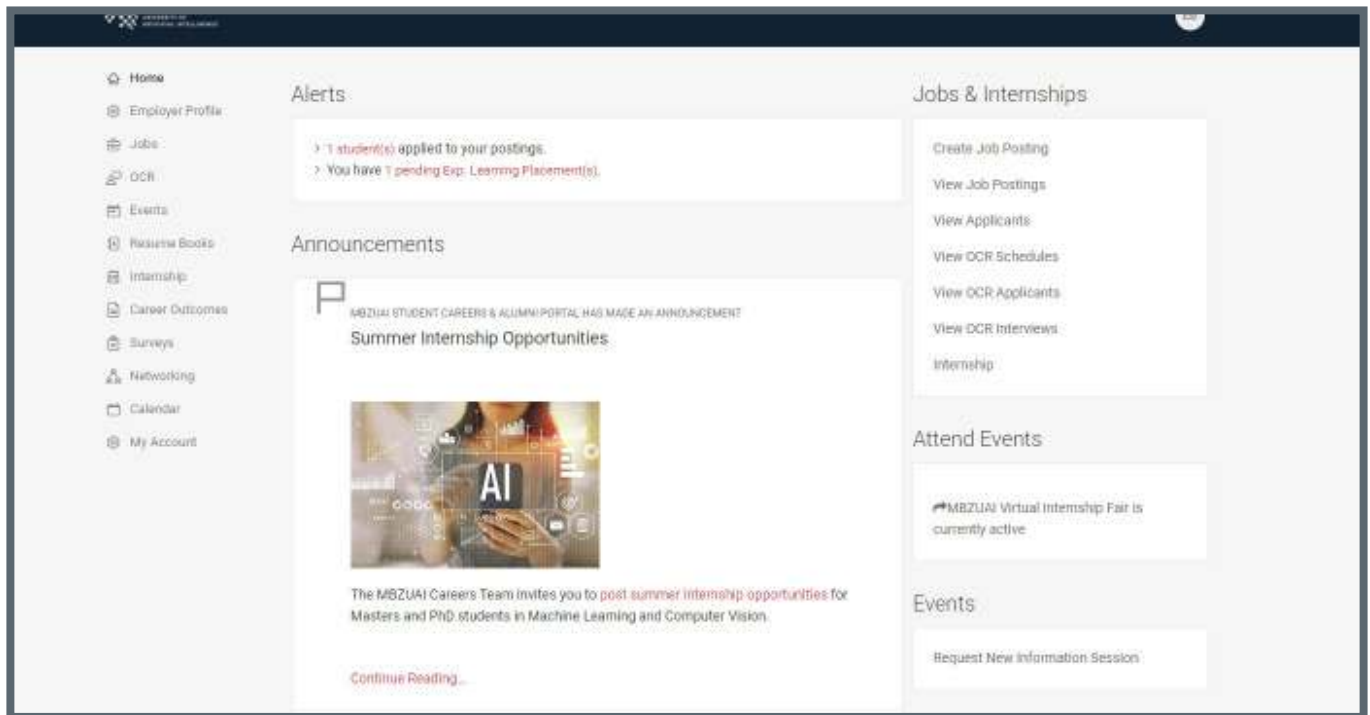 UNIVERSITY OF
ARTIFICIAL INTELLIGENCE
Home
Employer Profile
Jobs
OCR
Events
Resume Books
Internship
Career Outcomes
Surveys
Networking
Calendar
My Account
Alerts
> 1 student(s) applied to your postings.
> You have 1 pending Exp. Learning Placement(s).
Announcements
MBZUAI STUDENT CAREERS & ALUMNI PORTAL HAS MADE AN ANNOUNCEMENT
Summer Internship Opportunities
AI
The MBZUAI Careers Team invites you to post summer internship opportunities for
Masters and PhD students in Machine Learning and Computer Vision.
Continue Reading...
Jobs & Internships
Create Job Posting
View Job Postings
View Applicants
View OCR Schedules
View OCR Applicants
View OCR Interviews
Internship
Attend Events
MBZUAI Virtual Internship Fair is
currently active
Events
Request New Information Session